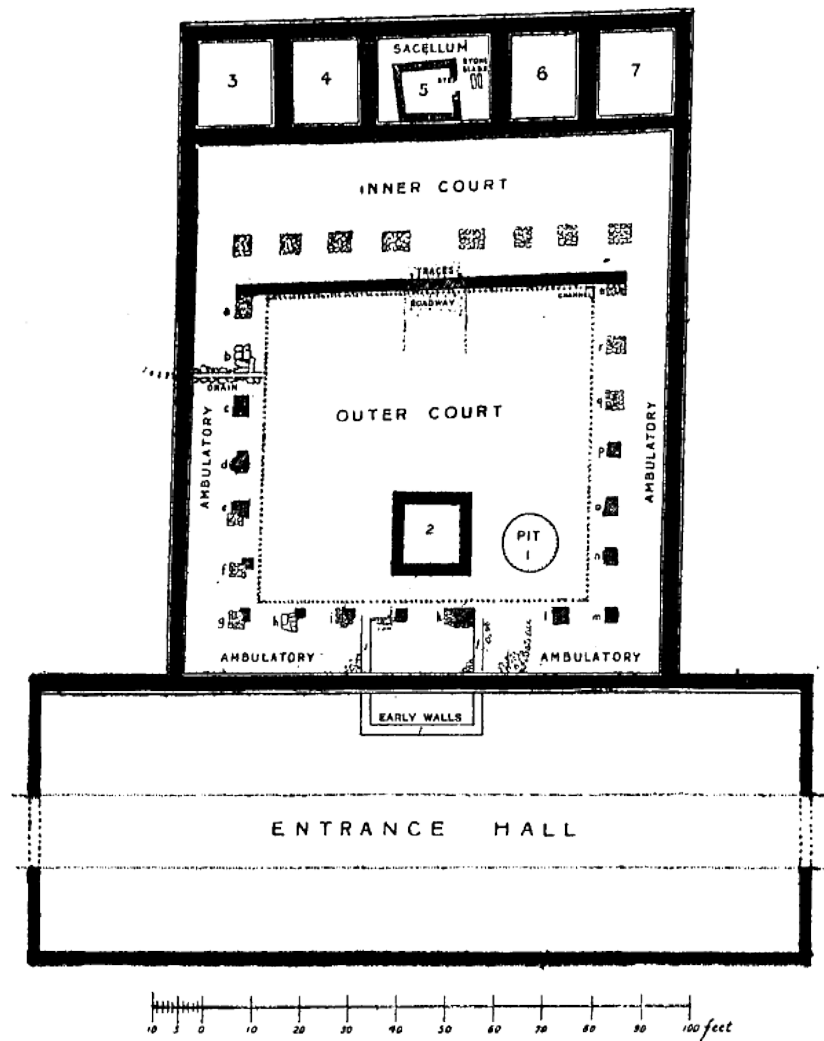 SACELLUM
STONE
SLABS
3 4 5 STEP 6 7
INNER COURT
TRACES
ROADWAY
CHANNEL
a s
b r
DRAIN
c q
OUTER COURT
AMBULATORY AMBULATORY
d p
e o
2
PIT
1
f n
g h i k l m
AMBULATORY AMBULATORY
EARLY WALLS
ENTRANCE HALL
10 5 0 10 20 30 40 50 60 70 80 90 100 feet